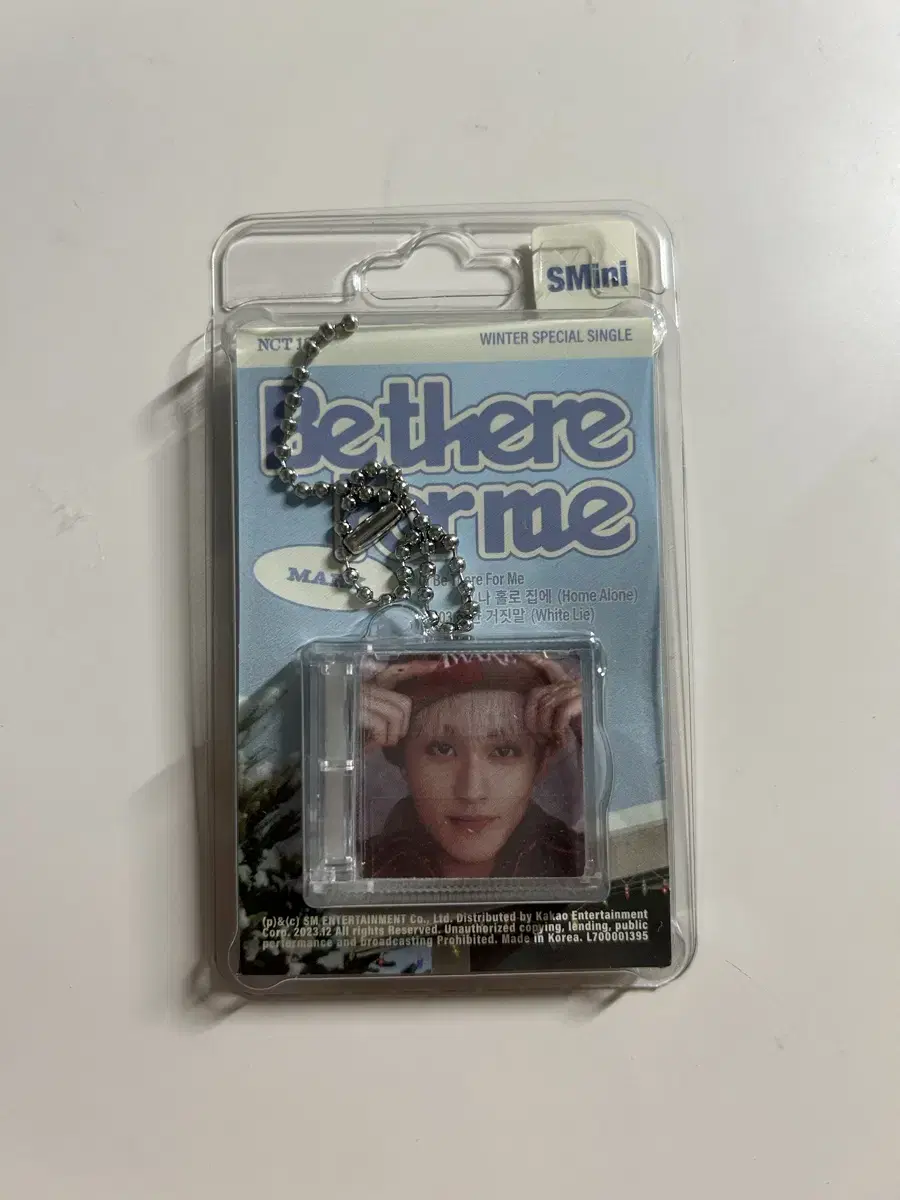 SMini
NCT 1
WINTER SPECIAL SINGLE
Be there
for me
MAR
Be There For Me
나 홀로 집에 (Home Alone)
거짓말 (White Lie)
(p)&(c) SM ENTERTAINMENT Co., Ltd. Distributed by Kakao Entertainment
Corp. 2023.12 All rights Reserved. Unauthorized copying, lending, public
performance and broadcasting Prohibited. Made in Korea. L700001395